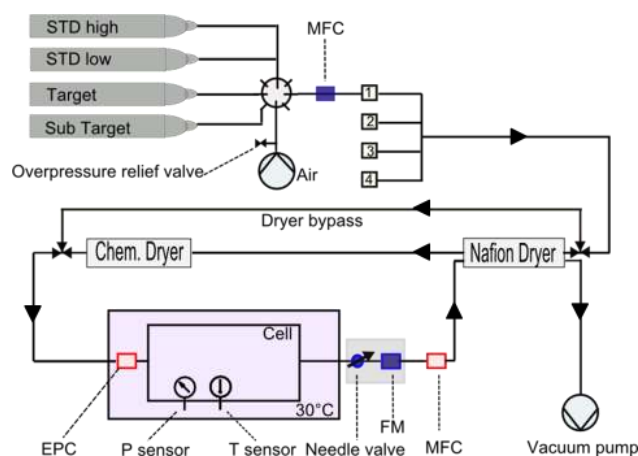 STD high
MFC
STD low
Target
1
2
Sub Target
3
4
Overpressure relief valve
Air
Dryer bypass
Chem. Dryer
Nafion Dryer
Cell
30°C
FM
EPC
P sensor
T sensor
Needle valve
MFC
Vacuum pump